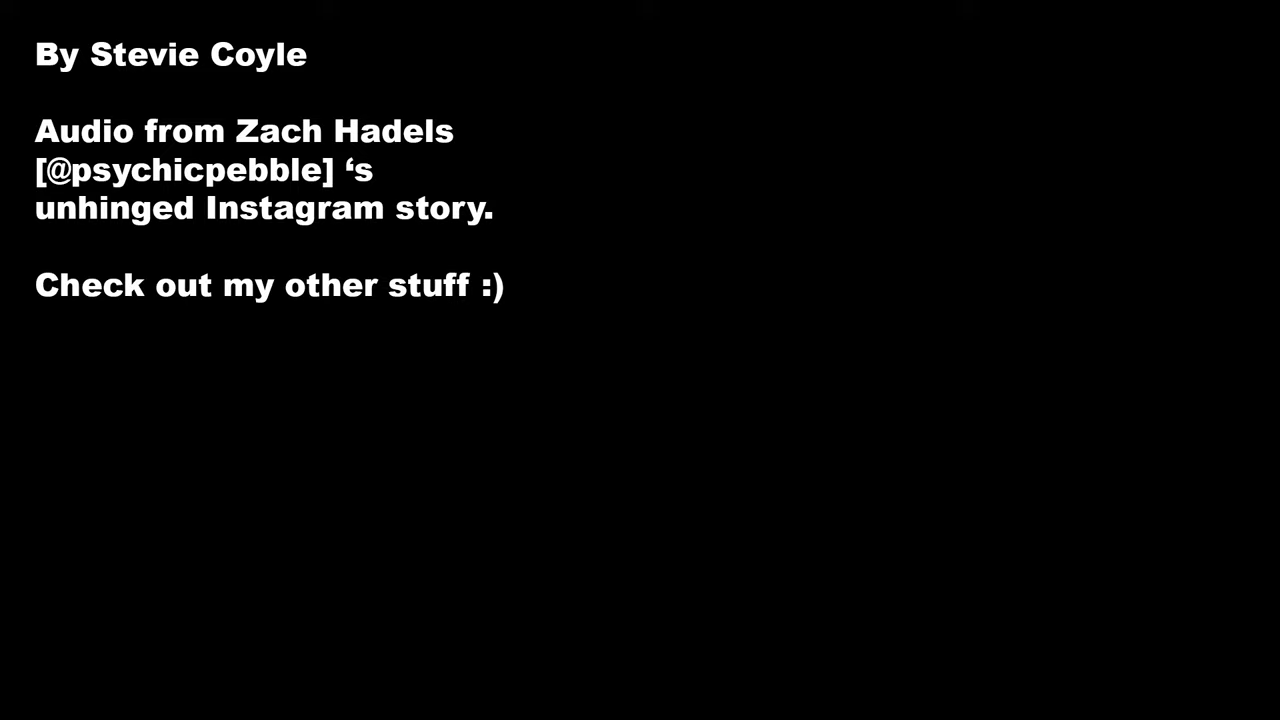 By Stevie Coyle
Audio from Zach Hadels
[@psychicpebble] ‘s
unhinged Instagram story.
Check out my other stuff :)